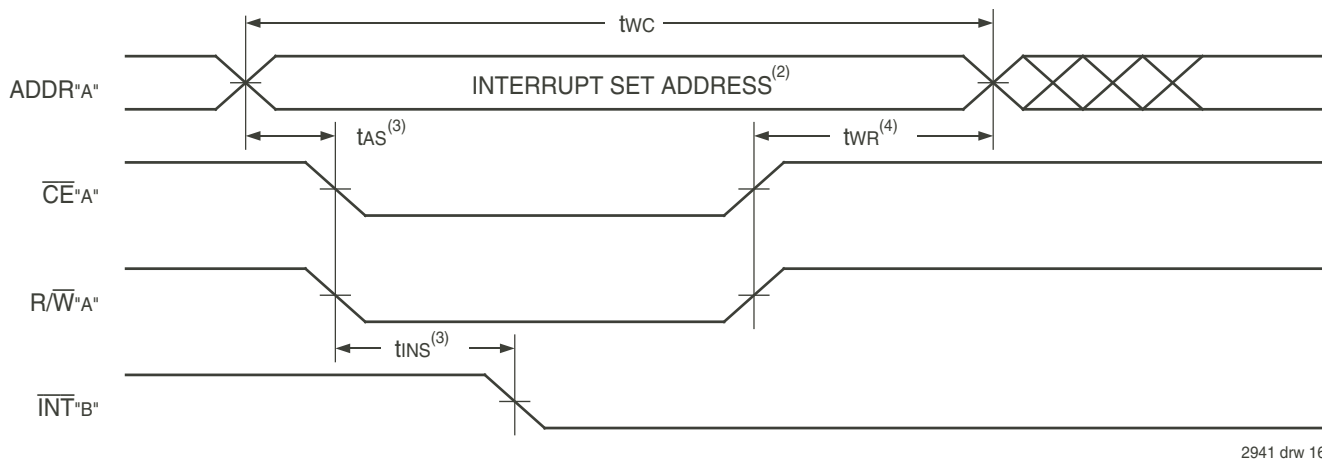 tWC
ADDR"A"
INTERRUPT SET ADDRESS(2)
tAS(3)
tWR(4)
CE"A"
R/W"A"
tINS(3)
INT"B"
2941 drw 16